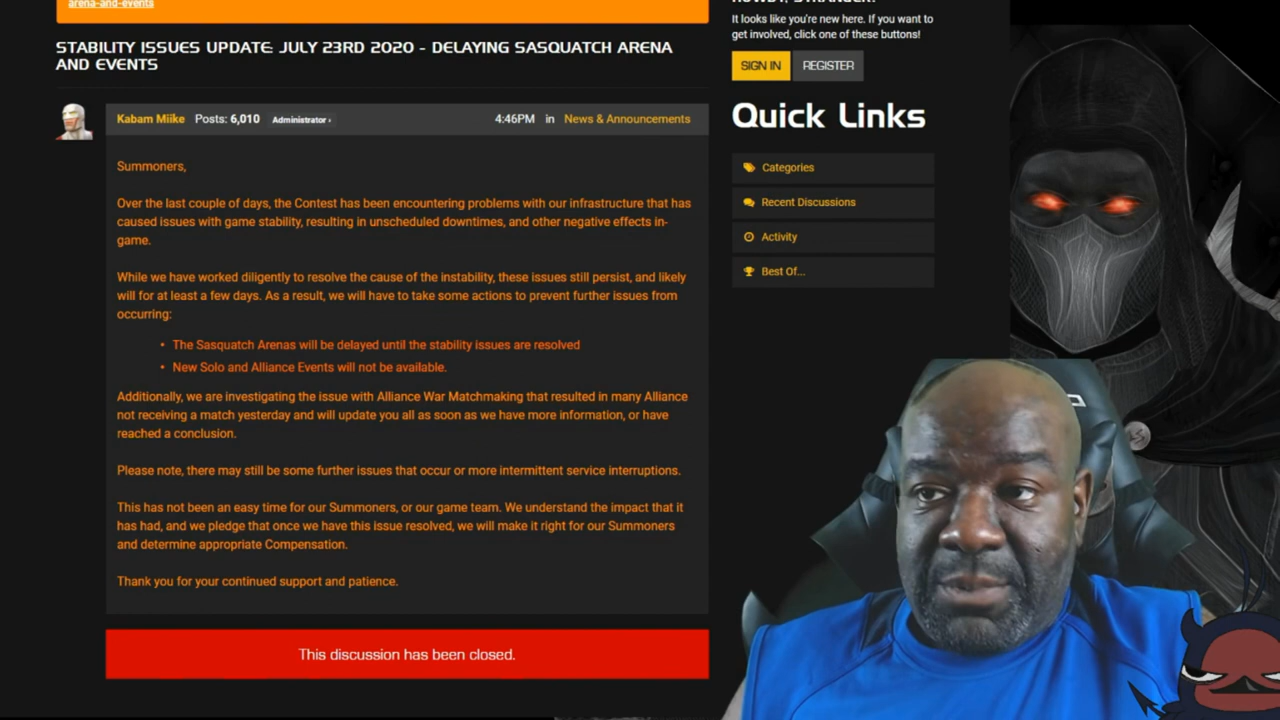 arena-and-events
STABILITY ISSUES UPDATE: JULY 23RD 2020 - DELAYING SASQUATCH ARENA
AND EVENTS
Kabam Miike Posts: 6,010 Administrator › 4:46PM in News & Announcements
Summoners,
Over the last couple of days, the Contest has been encountering problems with our infrastructure that has
caused issues with game stability, resulting in unscheduled downtimes, and other negative effects in-
game.
While we have worked diligently to resolve the cause of the instability, these issues still persist, and likely
will for at least a few days. As a result, we will have to take some actions to prevent further issues from
occurring:
• The Sasquatch Arenas will be delayed until the stability issues are resolved
• New Solo and Alliance Events will not be available.
Additionally, we are investigating the issue with Alliance War Matchmaking that resulted in many Alliance
not receiving a match yesterday and will update you all as soon as we have more information, or have
reached a conclusion.
Please note, there may still be some further issues that occur or more intermittent service interruptions.
This has not been an easy time for our Summoners, or our game team. We understand the impact that it
has had, and we pledge that once we have this issue resolved, we will make it right for our Summoners
and determine appropriate Compensation.
Thank you for your continued support and patience.
This discussion has been closed.
HOWDY, STRANGER!
It looks like you're new here. If you want to
get involved, click one of these buttons!
SIGN IN REGISTER
Quick Links
Categories
Recent Discussions
Activity
Best Of...